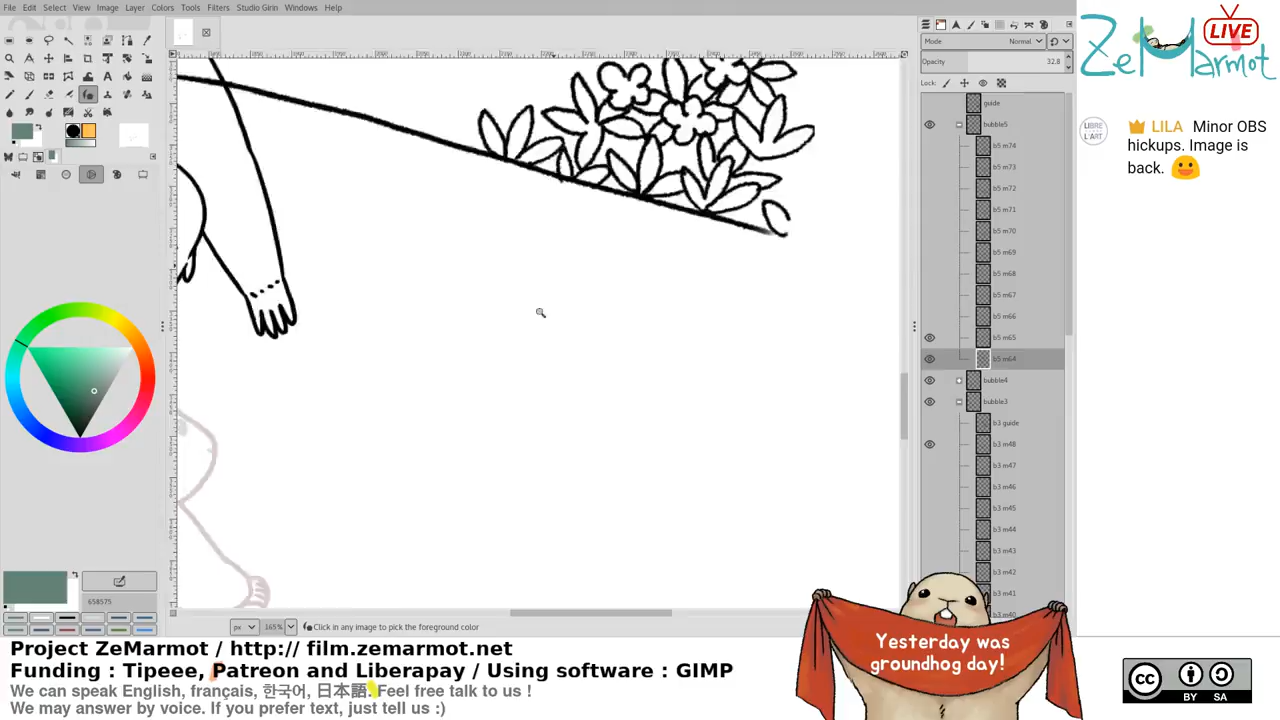 File Edit Select View Image Layer Colors Tools Filters Studio Girin Windows Help
Mode Normal
Opacity 32.8
Lock:
guide
bubble5
b5 m74
b5 m73
b5 m72
b5 m71
b5 m70
b5 m69
b5 m68
b5 m67
b5 m66
b5 m65
b5 m64
bubble4
bubble3
b3 guide
b3 m48
b3 m47
b3 m46
b3 m45
b3 m44
b3 m43
b3 m42
b3 m41
b3 m40
658575
px 165% Click in any image to pick the foreground color
ZeMarmot LIVE
LIBRE comme L'ART
LILA Minor OBS
hickups. Image is
back.
Yesterday was
groundhog day!
Project ZeMarmot / http:// film.zemarmot.net
Funding : Tipeee, Patreon and Liberapay / Using software : GIMP
We can speak English, français, 한국어, 日本語. Feel free talk to us !
We may answer by voice. If you prefer text, just tell us :)
CC BY SA